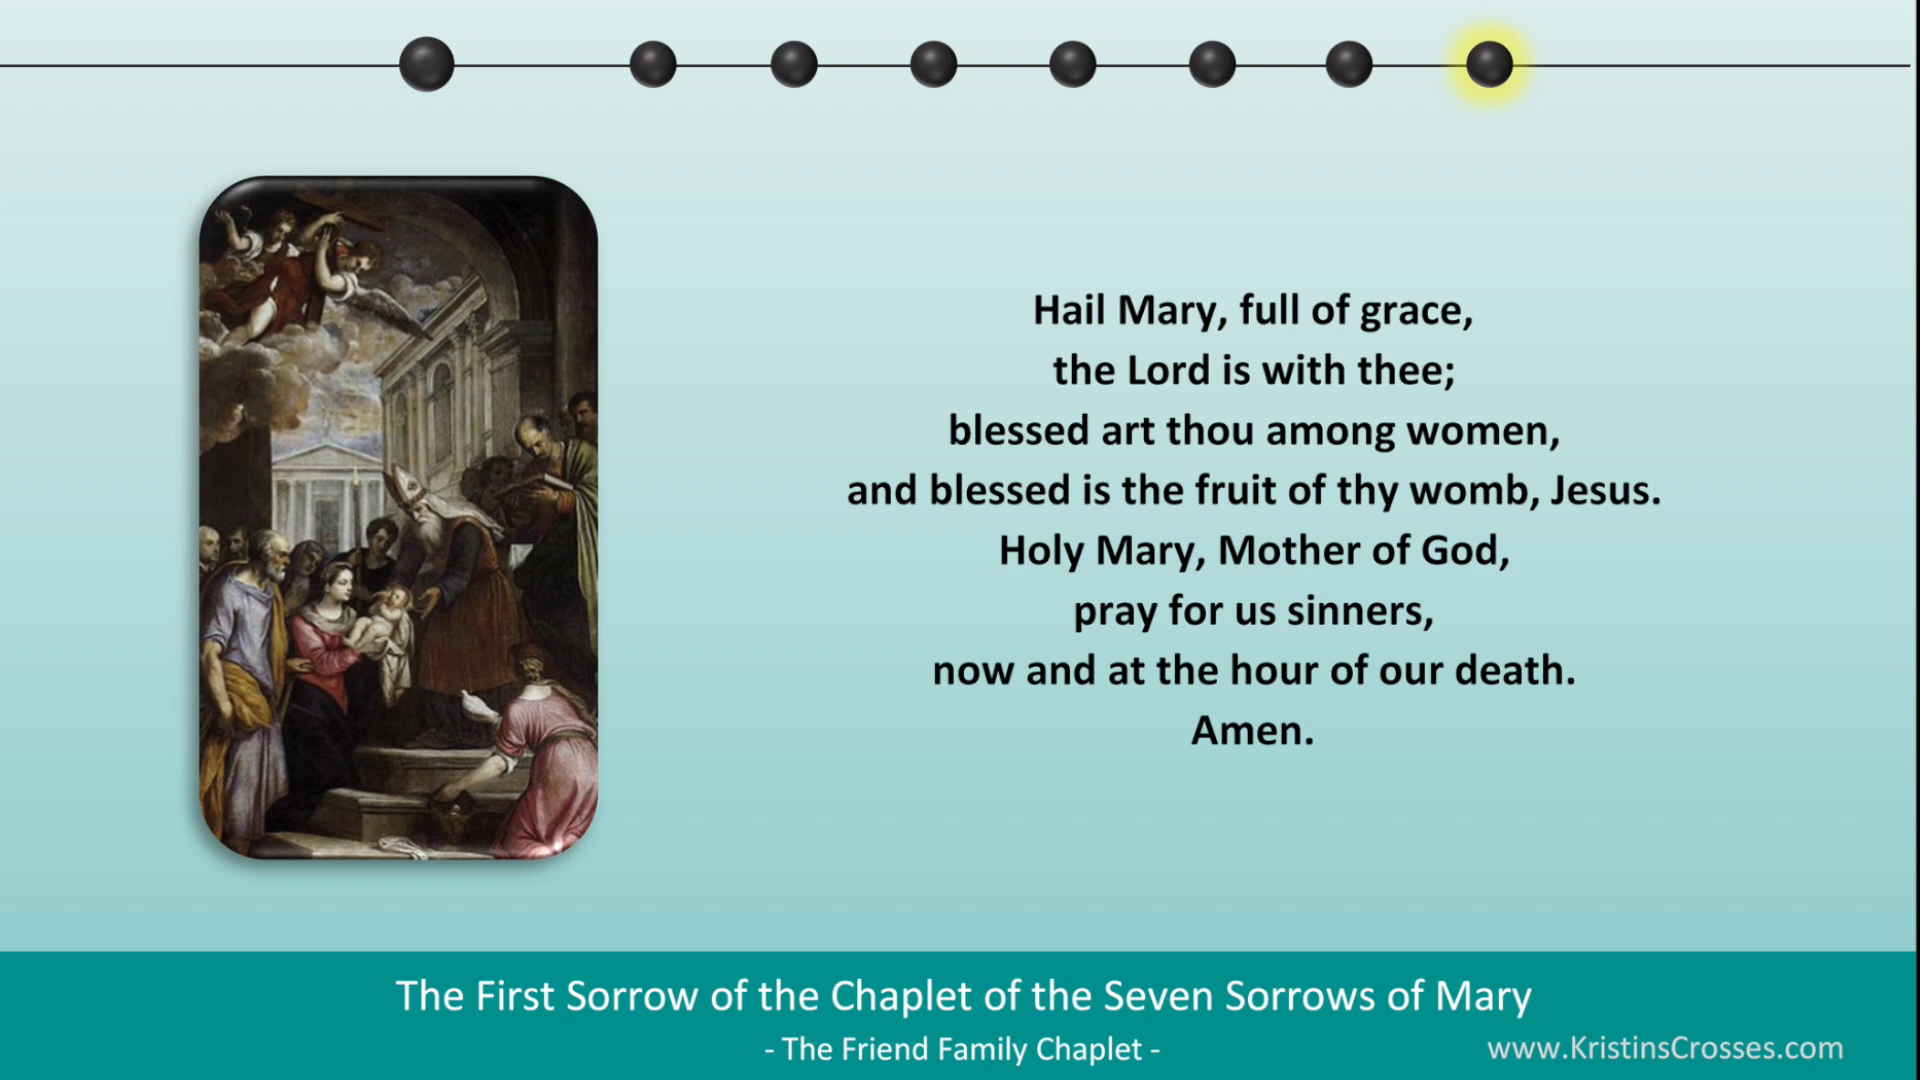 Hail Mary, full of grace,
the Lord is with thee;
blessed art thou among women,
and blessed is the fruit of thy womb, Jesus.
Holy Mary, Mother of God,
pray for us sinners,
now and at the hour of our death.
Amen.
The First Sorrow of the Chaplet of the Seven Sorrows of Mary
- The Friend Family Chaplet -
www.KristinsCrosses.com